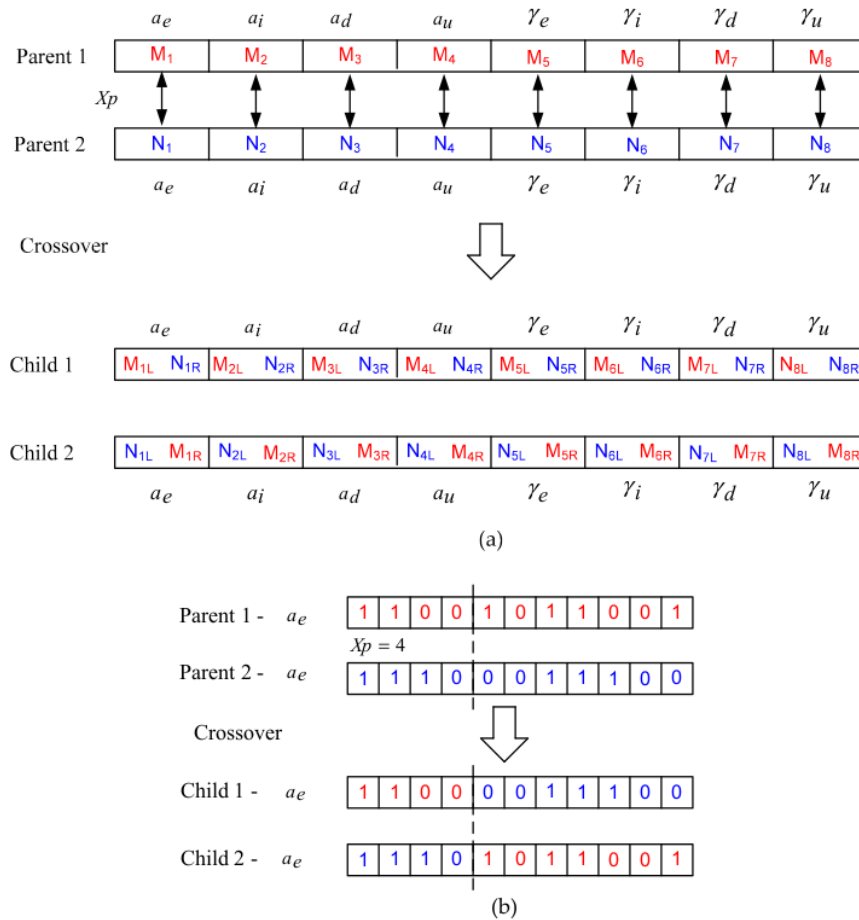 a_e a_i a_d a_u γ_e γ_i γ_d γ_u
Parent 1 M1 M2 M3 M4 M5 M6 M7 M8
Xp
Parent 2 N1 N2 N3 N4 N5 N6 N7 N8
a_e a_i a_d a_u γ_e γ_i γ_d γ_u
Crossover
a_e a_i a_d a_u γ_e γ_i γ_d γ_u
Child 1 M1L N1R M2L N2R M3L N3R M4L N4R M5L N5R M6L N6R M7L N7R N8L N8R
Child 2 N1L M1R N2L M2R N3L M3R N4L M4R N5L M5R N6L M6R N7L M7R N8L M8R
a_e a_i a_d a_u γ_e γ_i γ_d γ_u
(a)
Parent 1 - a_e 1 1 0 0 1 0 1 1 0 0 1
Xp = 4
Parent 2 - a_e 1 1 1 0 0 0 1 1 1 0 0
Crossover
Child 1 - a_e 1 1 0 0 0 0 1 1 1 0 0
Child 2 - a_e 1 1 1 0 1 0 1 1 0 0 1
(b)